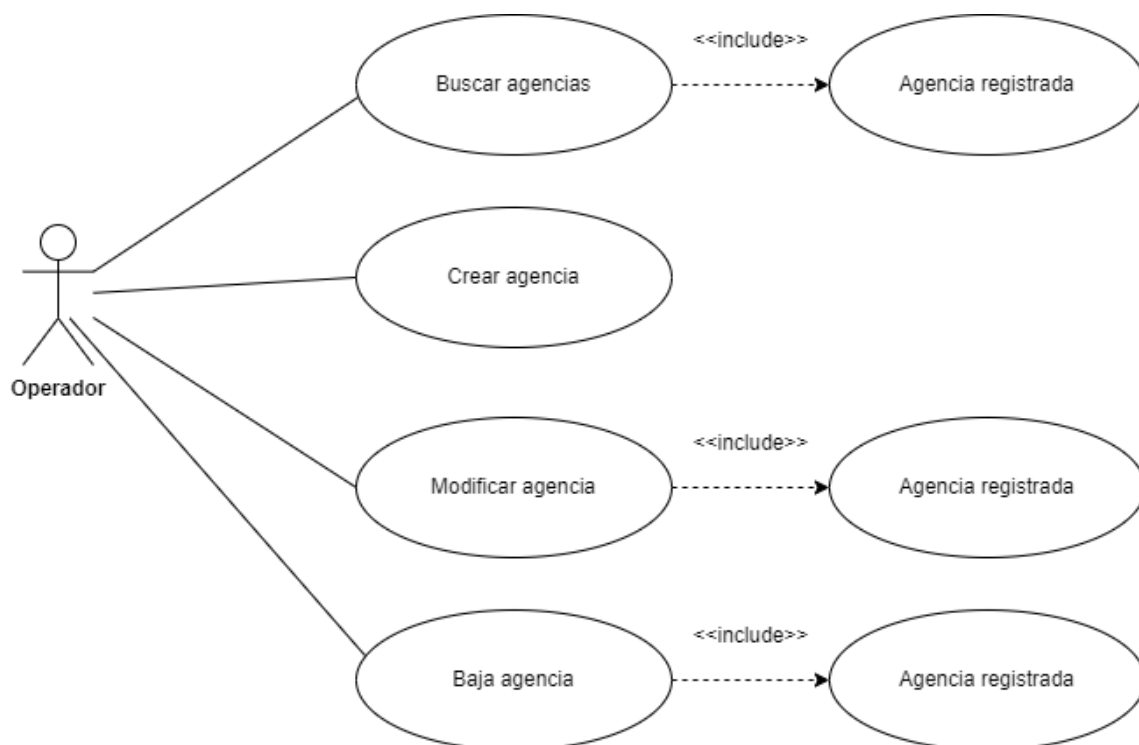 <<include>>
Buscar agencias
Agencia registrada
Crear agencia
Operador
<<include>>
Modificar agencia
Agencia registrada
<<include>>
Baja agencia
Agencia registrada